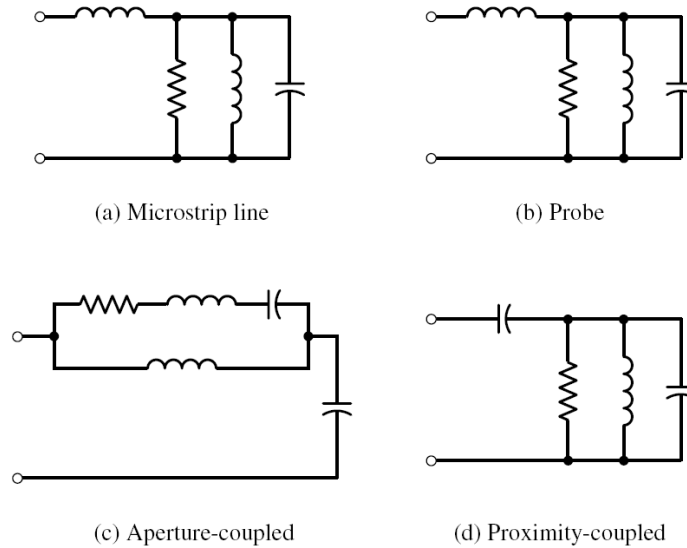 (a) Microstrip line
(b) Probe
(c) Aperture-coupled
(d) Proximity-coupled